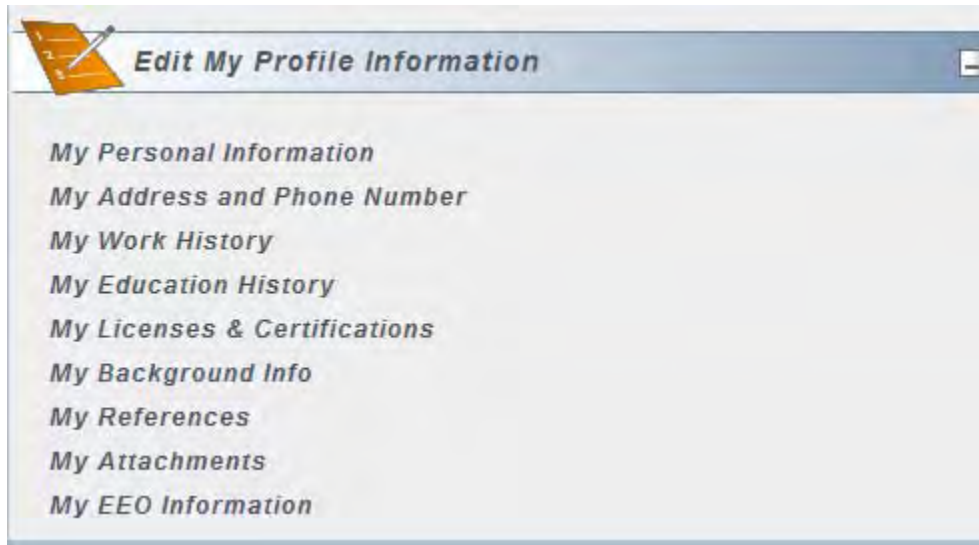 Edit My Profile Information
My Personal Information
My Address and Phone Number
My Work History
My Education History
My Licenses & Certifications
My Background Info
My References
My Attachments
My EEO Information